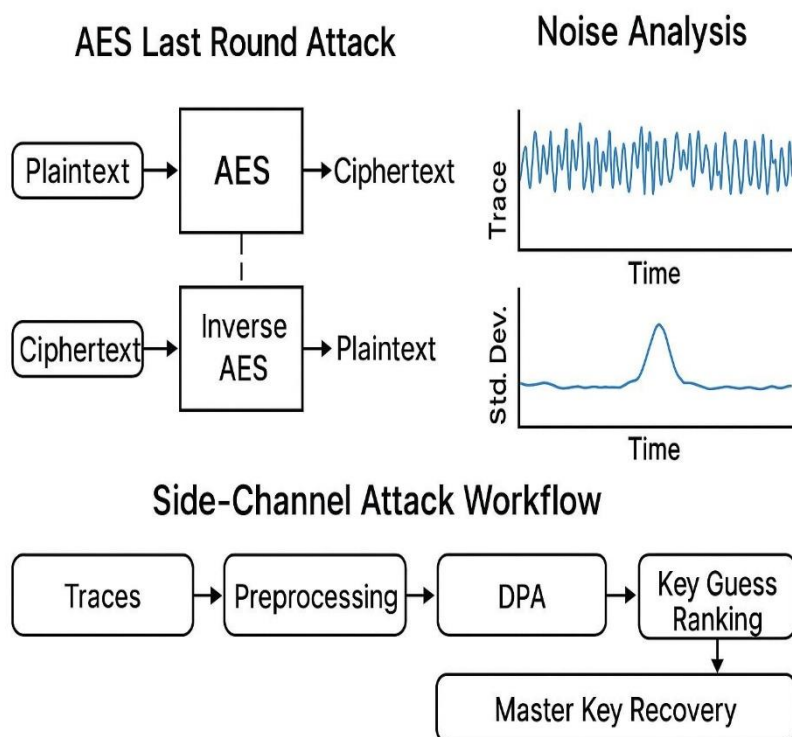 AES Last Round Attack
Plaintext
AES
Ciphertext
Ciphertext
Inverse
AES
Plaintext
Noise Analysis
Trace
Time
Std. Dev.
Time
Side-Channel Attack Workflow
Traces
Preprocessing
DPA
Key Guess
Ranking
Master Key Recovery